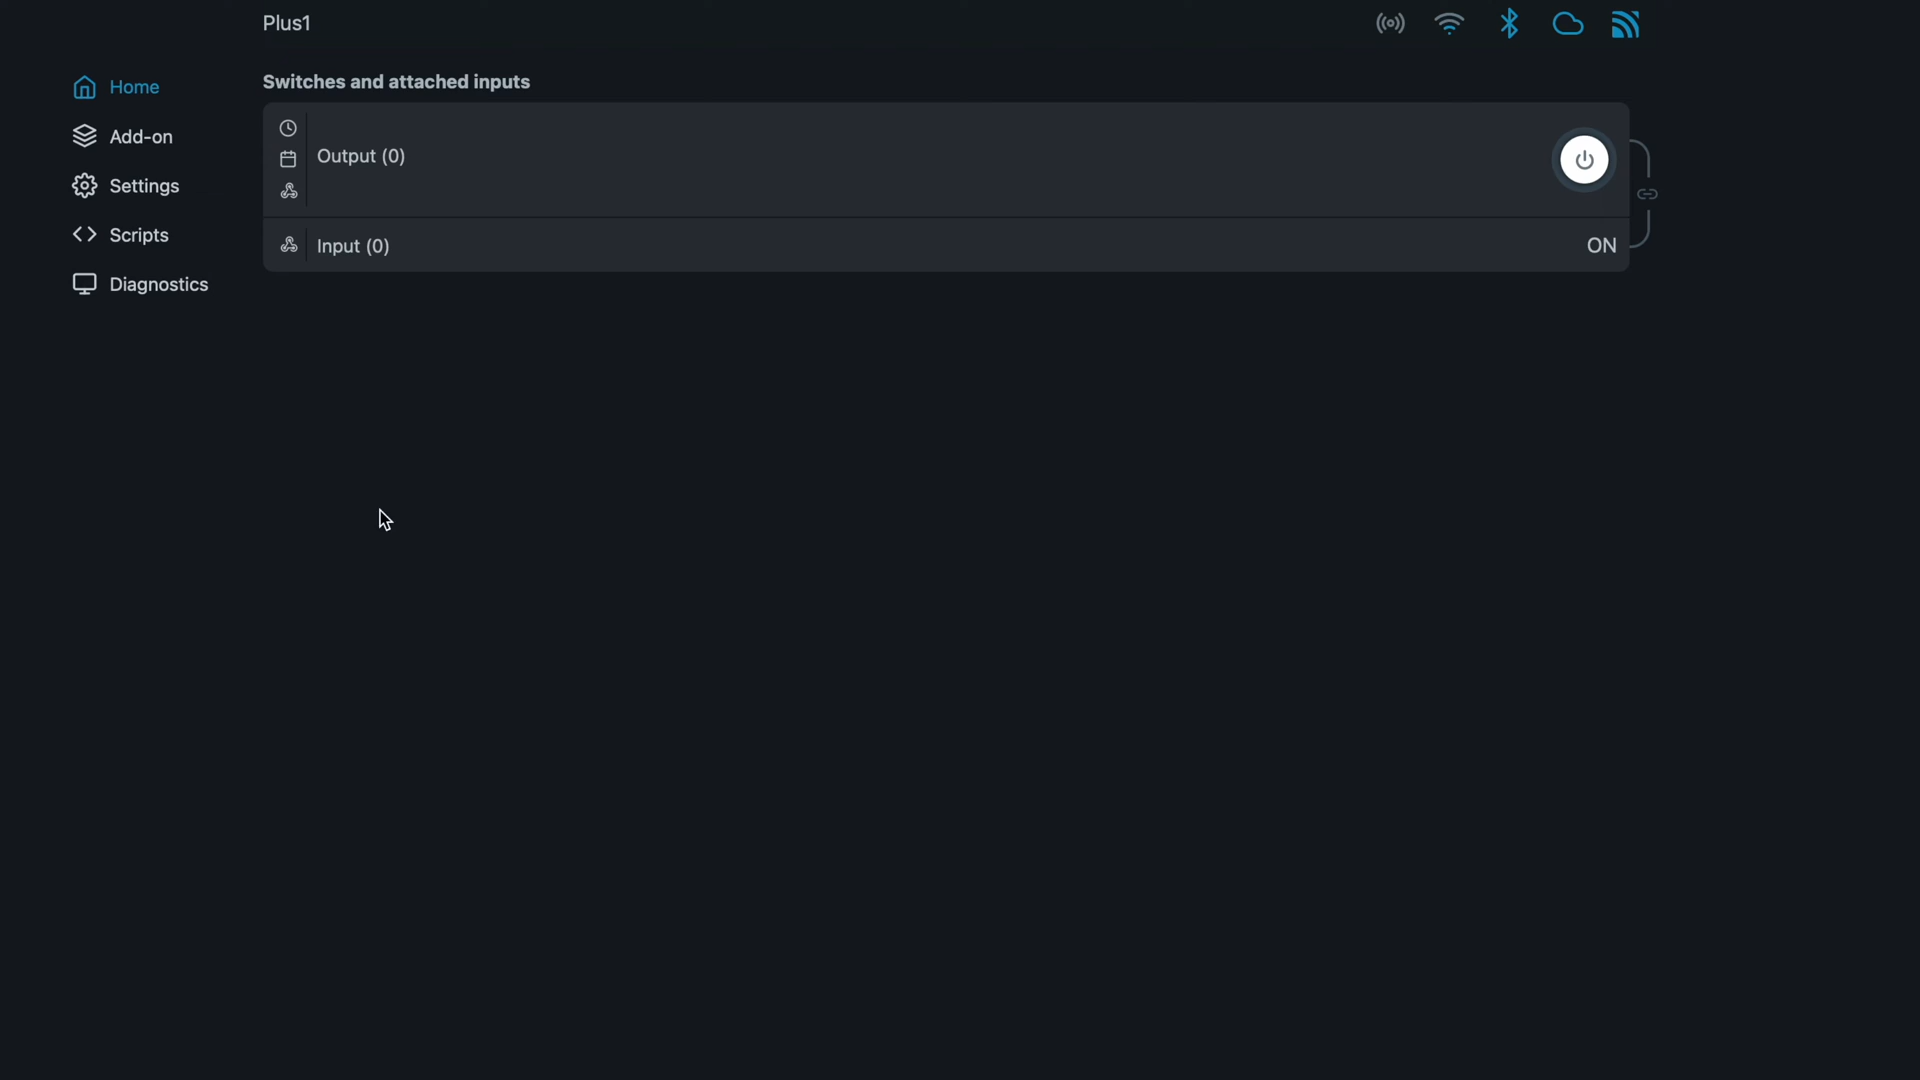 Plus1
Home
Add-on
Settings
Scripts
Diagnostics
Switches and attached inputs
Output (0)
Input (0)
ON